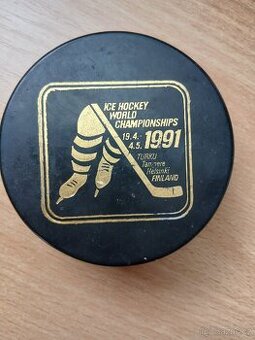 ICE HOCKEY
WORLD
CHAMPIONSHIPS
19.4.
4.5. 1991
TURKU
Tampere
Helsinki
FINLAND